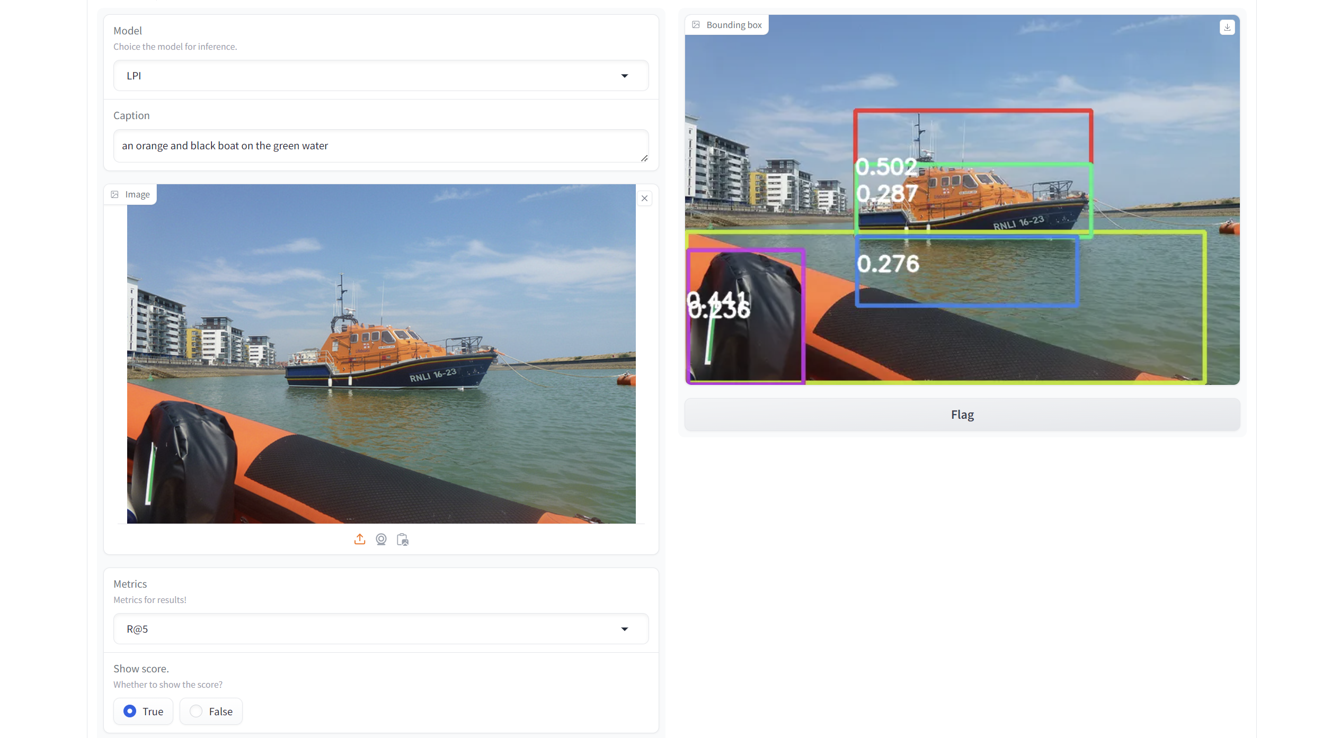 Model
Choice the model for inference.
LPI
Caption
an orange and black boat on the green water
Image
RNLI 16-23
Metrics
Metrics for results!
R@5
Show score.
Whether to show the score?
True
False
Bounding box
0.502
0.287
RNLI 16-23
0.276
0.441
0.236
Flag